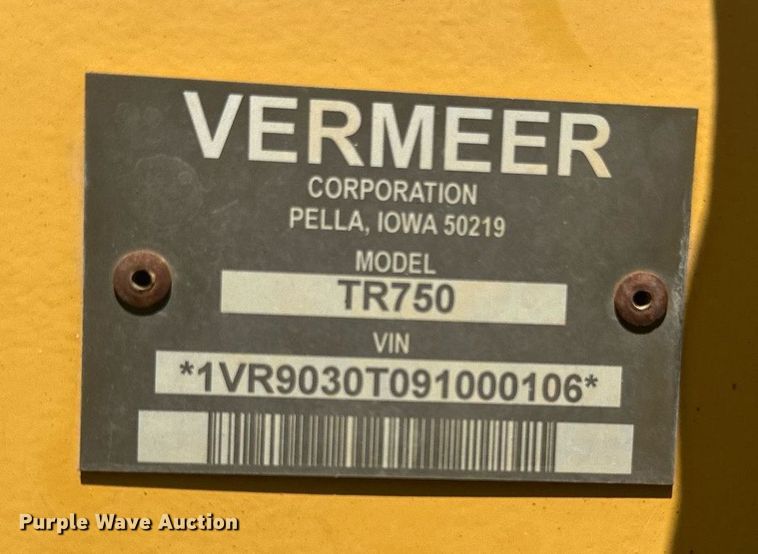 VERMEER
CORPORATION
PELLA, IOWA 50219
MODEL
TR750
VIN
*1VR9030T091000106*
Purple Wave Auction